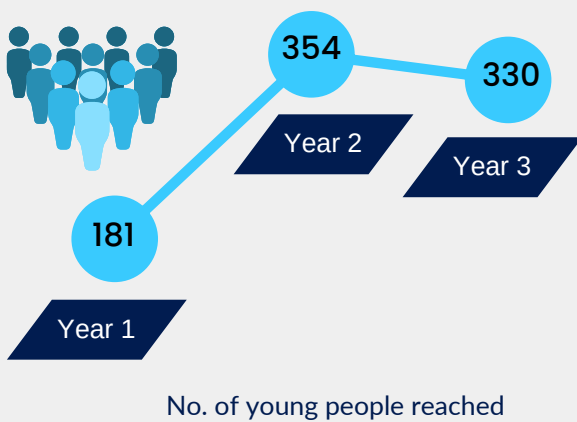 354
330
Year 2
Year 3
181
Year 1
No. of young people reached